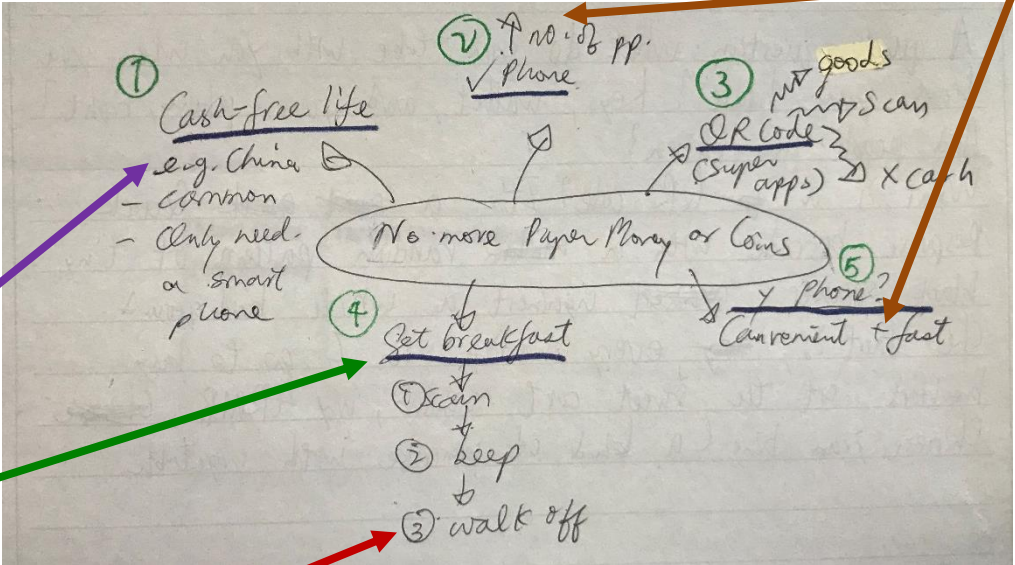 ①
Cash-free life
e.g. China
– common
– Only need
a smart
phone
②
↑ no. of pp.
✓ Phone
③
QR Code
(super
apps)
goods
scan
x cash
No more Paper Money or Coins
④
Set breakfast
① scan
② beep
③ walk off
⑤
y phone?
Convenient + fast